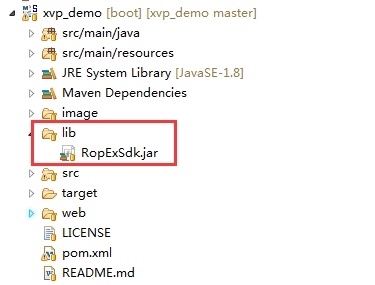 xvp_demo [boot] [xvp_demo master]
src/main/java
src/main/resources
JRE System Library [JavaSE-1.8]
Maven Dependencies
image
lib
RopExSdk.jar
src
target
web
LICENSE
pom.xml
README.md